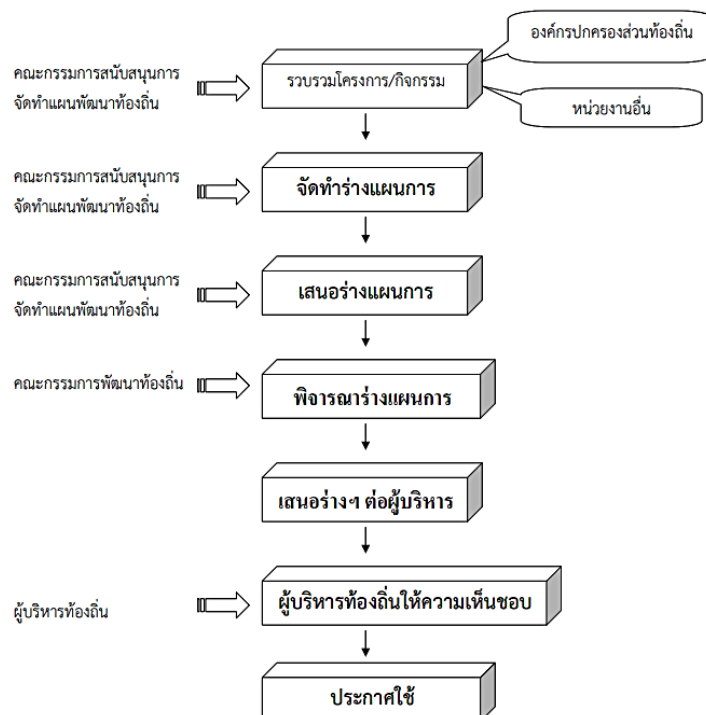 องค์กรปกครองส่วนท้องถิ่น
คณะกรรมการสนับสนุนการ
จัดทำแผนพัฒนาท้องถิ่น
รวบรวมโครงการ/กิจกรรม
หน่วยงานอื่น
คณะกรรมการสนับสนุนการ
จัดทำแผนพัฒนาท้องถิ่น
จัดทำร่างแผนการ
คณะกรรมการสนับสนุนการ
จัดทำแผนพัฒนาท้องถิ่น
เสนอร่างแผนการ
คณะกรรมการพัฒนาท้องถิ่น
พิจารณาร่างแผนการ
เสนอร่างฯ ต่อผู้บริหาร
ผู้บริหารท้องถิ่น
ผู้บริหารท้องถิ่นให้ความเห็นชอบ
ประกาศใช้